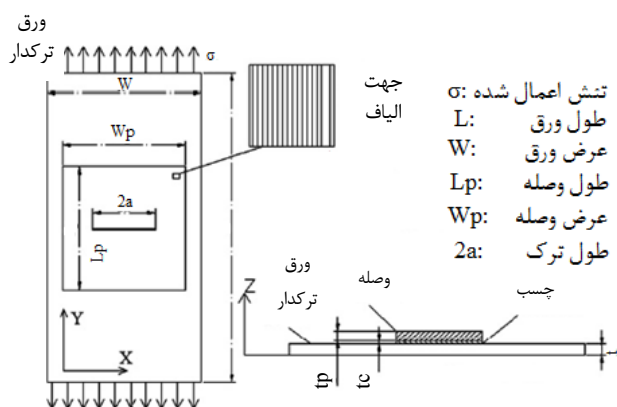 ورق
ترکدار
σ
W
Wp
2a
Lp
Y
X
جهت
الیاف
σ: تنش اعمال شده
L: طول ورق
W: عرض ورق
Lp: طول وصله
Wp: عرض وصله
2a: طول ترک
ورق
ترکدار
وصله
چسب
Z
tp
tc
t